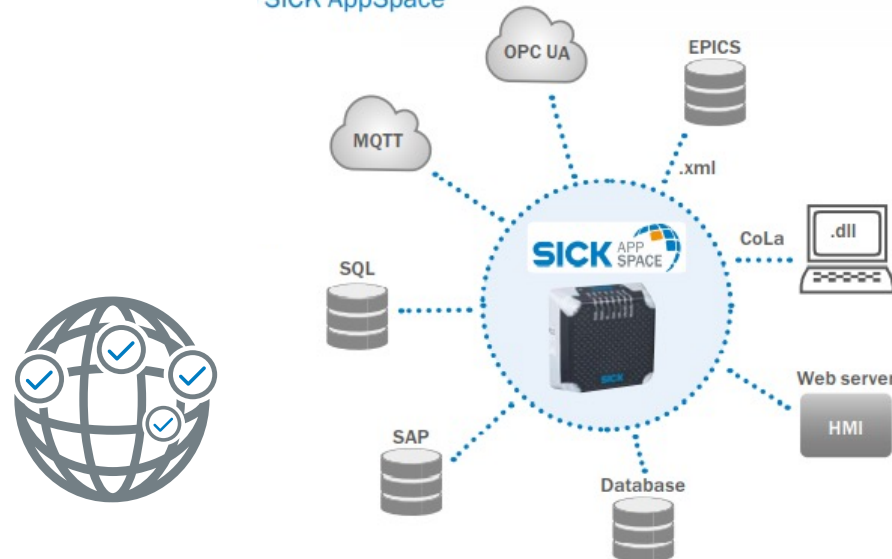 SICK AppSpace
OPC UA
EPICS
MQTT
.xml
SICK APP SPACE
CoLa
.dll
SQL
SICK
Web server
HMI
SAP
Database